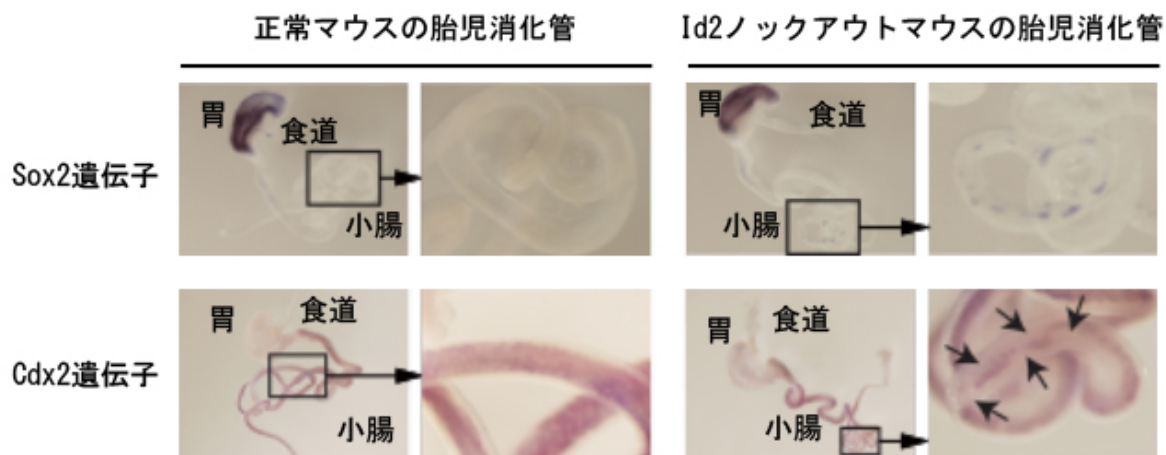 正常マウスの胎児消化管
Id2ノックアウトマウスの胎児消化管
Sox2遺伝子
胃
食道
小腸
胃
食道
小腸
Cdx2遺伝子
胃
食道
小腸
胃
食道
小腸